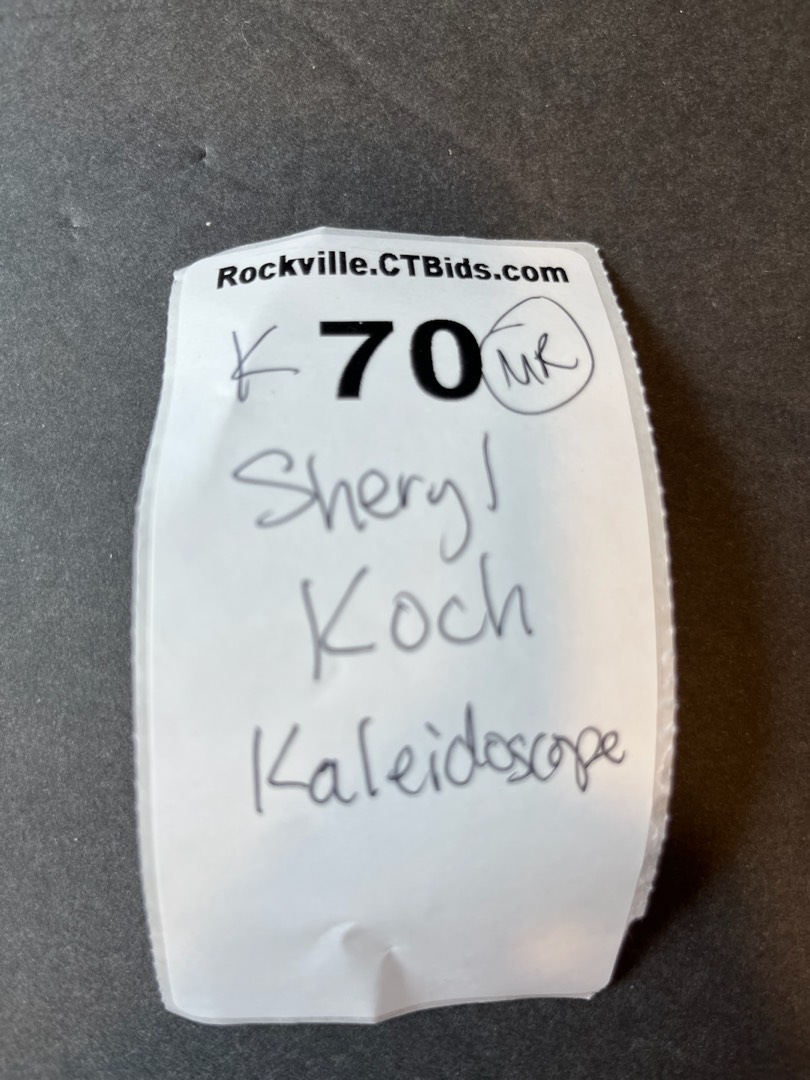 Rockville.CTBids.com
K 70 MR
Sheryl
Koch
Kaleidoscope